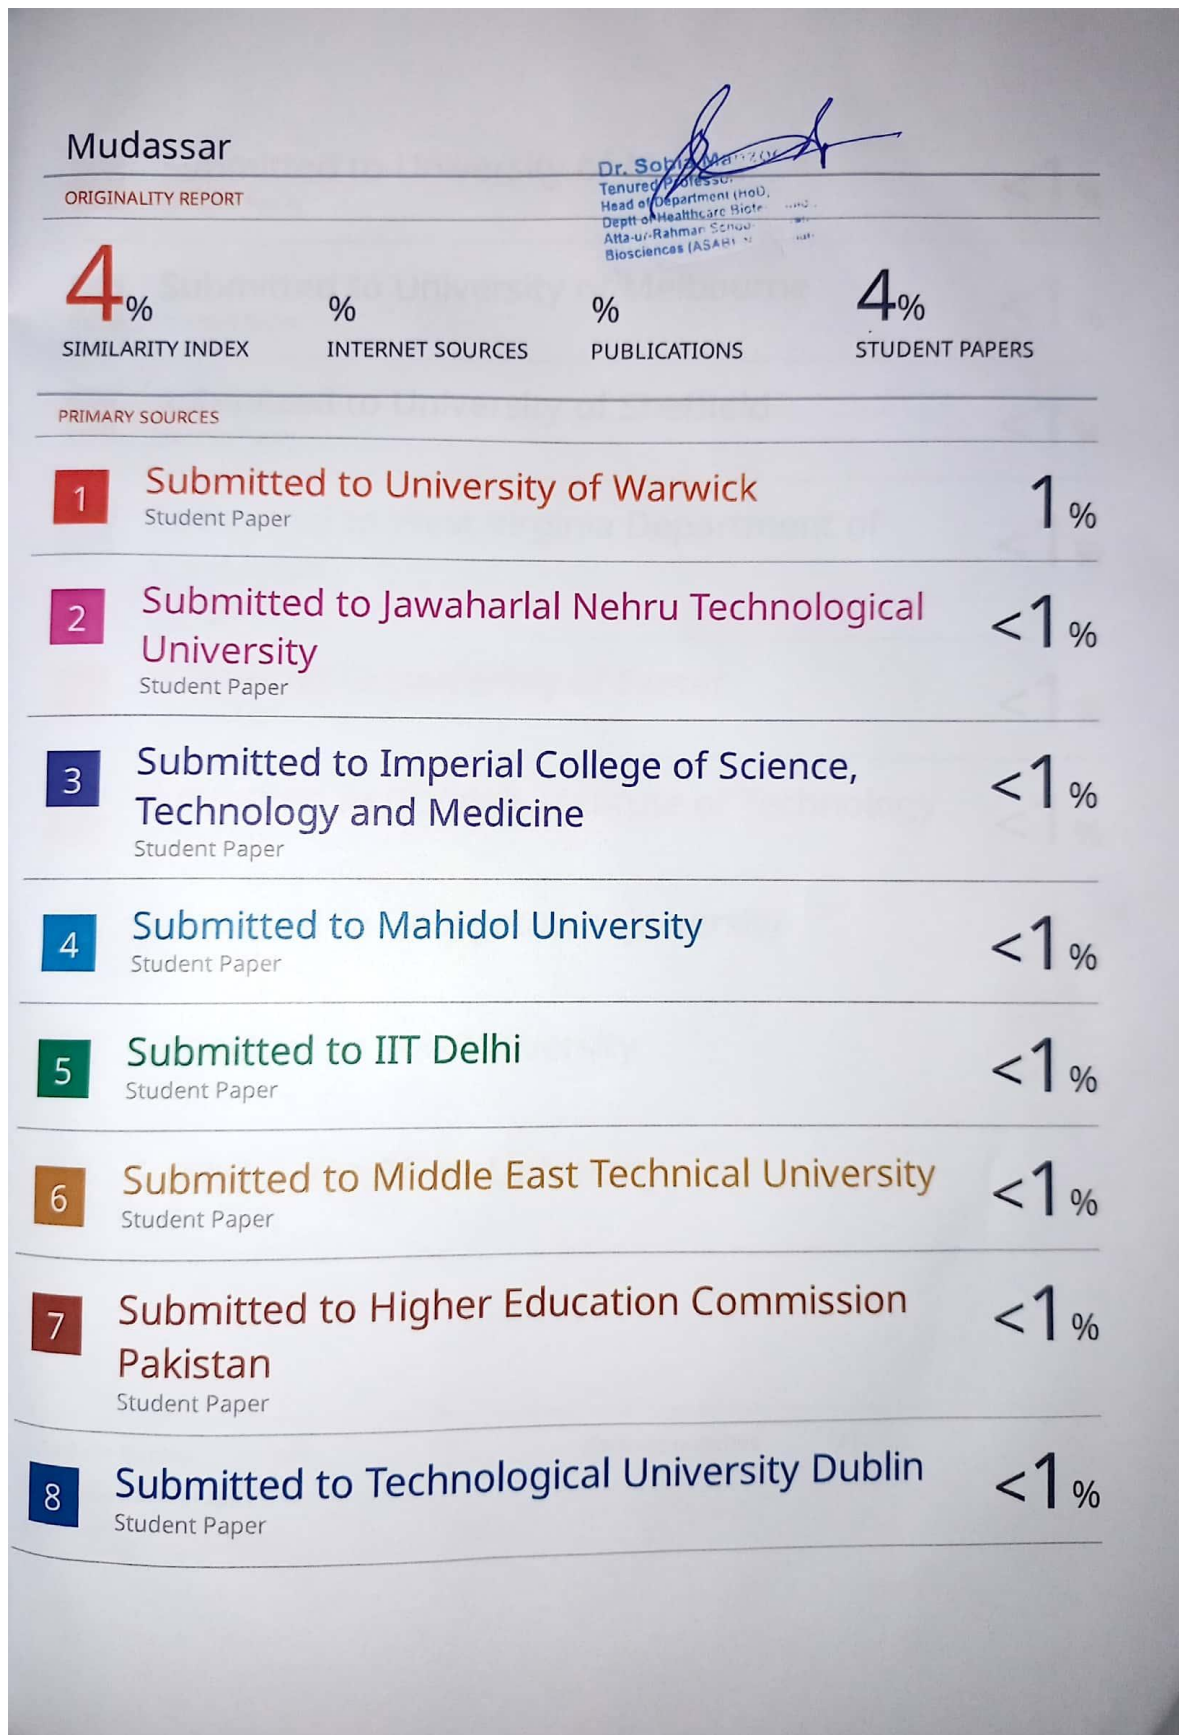 Mudassar
ORIGINALITY REPORT
Dr. Sobia
Tenured Professor
Head of Department (HoD),
Deptt of Healthcare
Atta-ur-Rahman
Biosciences
4%
SIMILARITY INDEX
%
INTERNET SOURCES
%
PUBLICATIONS
4%
STUDENT PAPERS
PRIMARY SOURCES
1
Submitted to University of Warwick
Student Paper
1%
2
Submitted to Jawaharlal Nehru Technological
University
Student Paper
<1%
3
Submitted to Imperial College of Science,
Technology and Medicine
Student Paper
<1%
4
Submitted to Mahidol University
Student Paper
<1%
5
Submitted to IIT Delhi
Student Paper
<1%
6
Submitted to Middle East Technical University
Student Paper
<1%
7
Submitted to Higher Education Commission
Pakistan
Student Paper
<1%
8
Submitted to Technological University Dublin
Student Paper
<1%